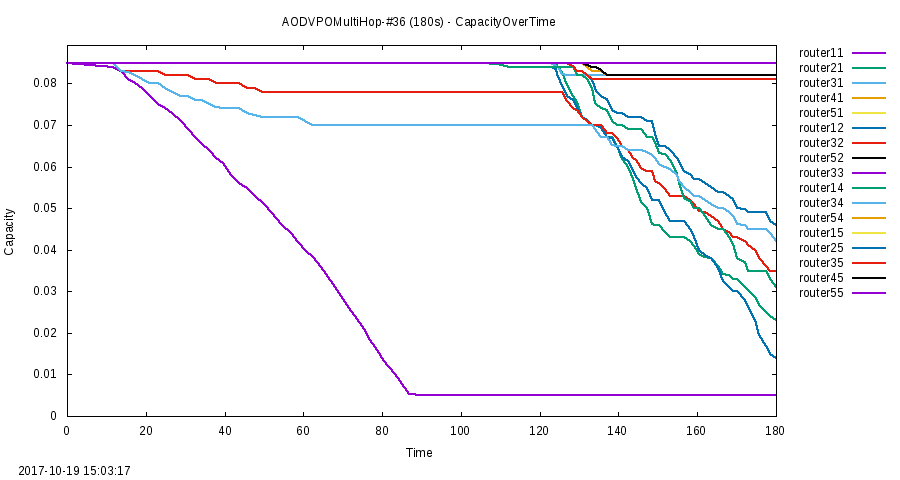 AODVPOMultiHop-#36 (180s) - CapacityOverTime
router11
router21
router31
router41
router51
router12
router32
router52
router33
router14
router34
router54
router15
router25
router35
router45
router55
0.08
0.07
0.06
0.05
0.04
0.03
0.02
0.01
0
Capacity
0 20 40 60 80 100 120 140 160 180
Time
2017-10-19 15:03:17